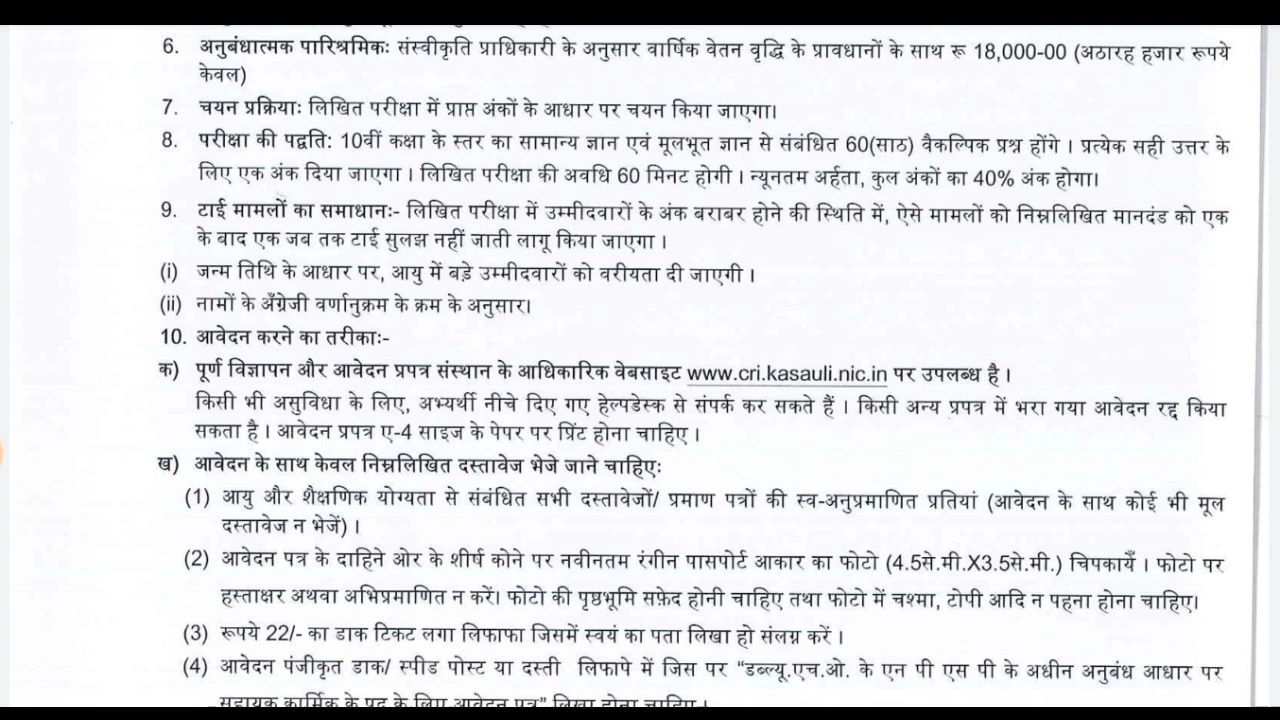 6. अनुबंधात्मक पारिश्रमिकः संस्वीकृति प्राधिकारी के अनुसार वार्षिक वेतन वृद्धि के प्रावधानों के साथ रू 18,000-00 (अठारह हजार रूपये
केवल)
7. चयन प्रक्रियाः लिखित परीक्षा में प्राप्त अंकों के आधार पर चयन किया जाएगा।
8. परीक्षा की पद्वति: 10वीं कक्षा के स्तर का सामान्य ज्ञान एवं मूलभूत ज्ञान से संबंधित 60(साठ) वैकल्पिक प्रश्न होंगे । प्रत्येक सही उत्तर के
लिए एक अंक दिया जाएगा । लिखित परीक्षा की अवधि 60 मिनट होगी । न्यूनतम अर्हता, कुल अंकों का 40% अंक होगा।
9. टाई मामलों का समाधानः- लिखित परीक्षा में उम्मीदवारों के अंक बराबर होने की स्थिति में, ऐसे मामलों को निम्नलिखित मानदंड को एक
के बाद एक जब तक टाई सुलझ नहीं जाती लागू किया जाएगा ।
(i) जन्म तिथि के आधार पर, आयु में बड़े उम्मीदवारों को वरीयता दी जाएगी ।
(ii) नामों के अँग्रेजी वर्णानुक्रम के क्रम के अनुसार।
10. आवेदन करने का तरीकाः-
क) पूर्ण विज्ञापन और आवेदन प्रपत्र संस्थान के आधिकारिक वेबसाइट www.cri.kasauli.nic.in पर उपलब्ध है ।
किसी भी असुविधा के लिए, अभ्यर्थी नीचे दिए गए हेल्पडेस्क से संपर्क कर सकते हैं । किसी अन्य प्रपत्र में भरा गया आवेदन रद्द किया
सकता है । आवेदन प्रपत्र ए-4 साइज के पेपर पर प्रिंट होना चाहिए ।
ख) आवेदन के साथ केवल निम्नलिखित दस्तावेज भेजे जाने चाहिएः
(1) आयु और शैक्षणिक योग्यता से संबंधित सभी दस्तावेजों/ प्रमाण पत्रों की स्व-अनुप्रमाणित प्रतियां (आवेदन के साथ कोई भी मूल
दस्तावेज न भेजें) ।
(2) आवेदन पत्र के दाहिने ओर के शीर्ष कोने पर नवीनतम रंगीन पासपोर्ट आकार का फोटो (4.5से.मी.X3.5से.मी.) चिपकायेँ । फोटो पर
हस्ताक्षर अथवा अभिप्रमाणित न करें। फोटो की पृष्ठभूमि सफ़ेद होनी चाहिए तथा फोटो में चश्मा, टोपी आदि न पहना होना चाहिए।
(3) रूपये 22/- का डाक टिकट लगा लिफाफा जिसमें स्वयं का पता लिखा हो संलग्न करें ।
(4) आवेदन पंजीकृत डाक/ स्पीड पोस्ट या दस्ती लिफापे में जिस पर “डब्ल्यू.एच.ओ. के एन पी एस पी के अधीन अनुबंध आधार पर
सहायक कार्मिक के पद के लिए आवेदन पत्र” लिखा होना चाहिए ।